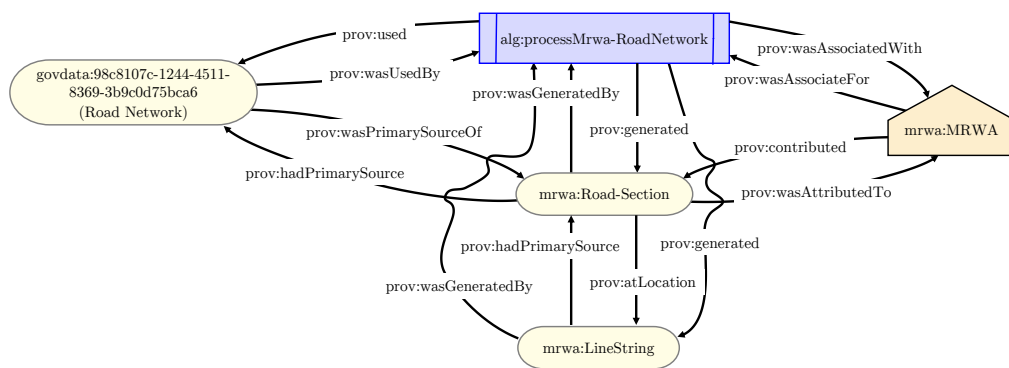 prov:used
alg:processMrwa-RoadNetwork
prov:wasAssociatedWith
govdata:98c8107c-1244-4511-
8369-3b9c0d75bca6
(Road Network)
prov:wasUsedBy
prov:wasGeneratedBy
prov:wasAssociateFor
prov:wasPrimarySourceOf
prov:generated
mrwa:MRWA
prov:contributed
prov:hadPrimarySource
mrwa:Road-Section
prov:wasAttributedTo
prov:hadPrimarySource
prov:generated
prov:wasGeneratedBy
prov:atLocation
mrwa:LineString